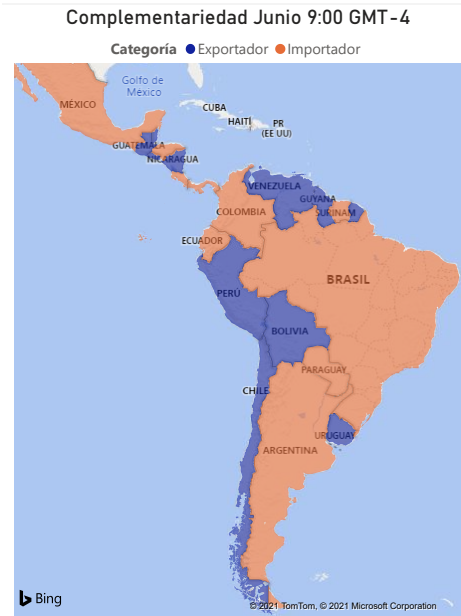 Complementariedad Junio 9:00 GMT-4
Categoría Exportador Importador
Golfo de
México
MÉXICO
CUBA
HAITÍ
PR
(EE UU)
GUATEMALA
NICARAGUA
VENEZUELA
GUYANA
SURINAM
COLOMBIA
ECUADOR
BRASIL
PERÚ
BOLIVIA
PARAGUAY
CHILE
URUGUAY
ARGENTINA
Bing
© 2021 TomTom, © 2021 Microsoft Corporation